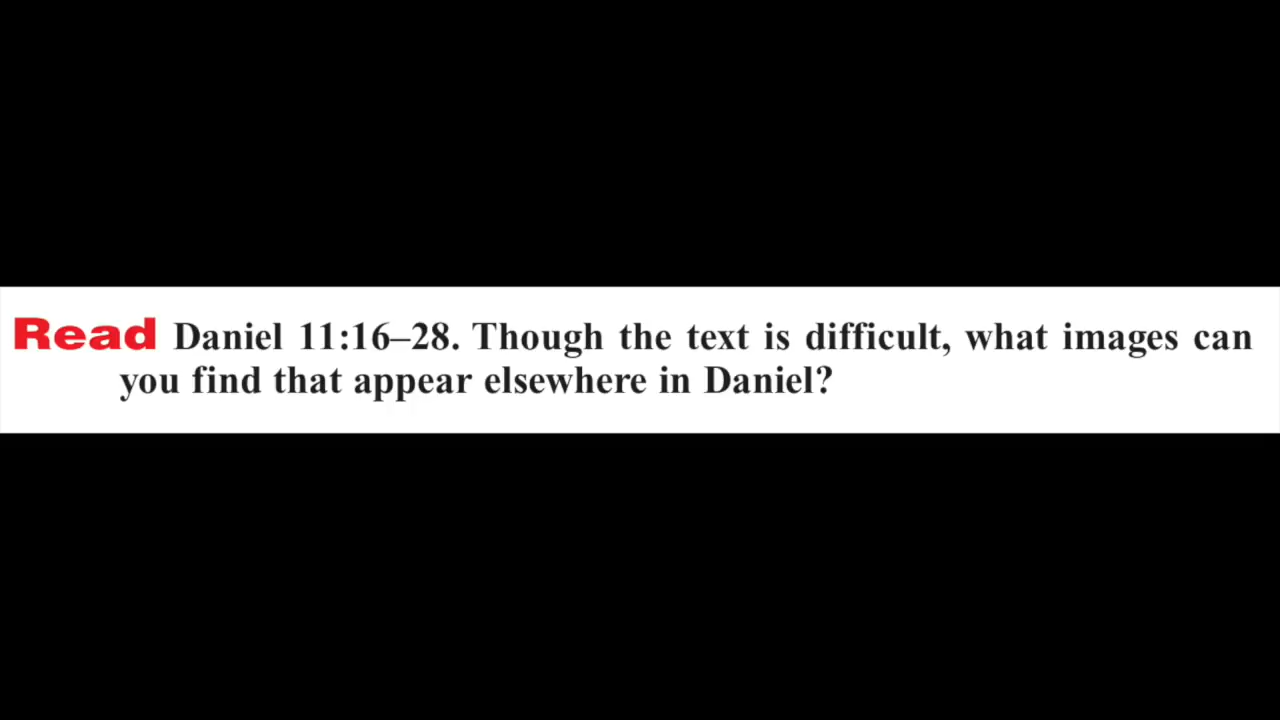 Read Daniel 11:16–28. Though the text is difficult, what images can
you find that appear elsewhere in Daniel?